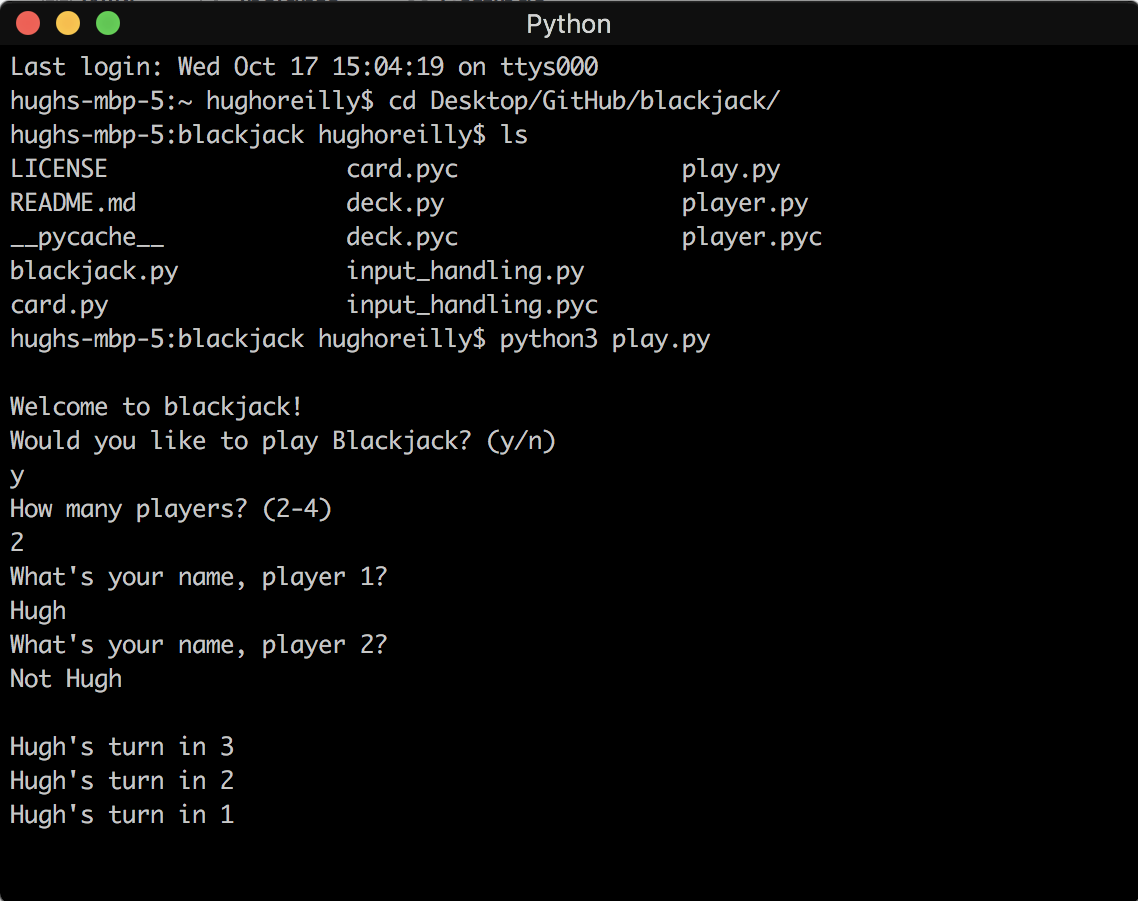 Python
Last login: Wed Oct 17 15:04:19 on ttys000
hughs-mbp-5:~ hughoreilly$ cd Desktop/GitHub/blackjack/
hughs-mbp-5:blackjack hughoreilly$ ls
LICENSE                 card.pyc                play.py
README.md               deck.py                 player.py
__pycache__             deck.pyc                player.pyc
blackjack.py            input_handling.py
card.py                 input_handling.pyc
hughs-mbp-5:blackjack hughoreilly$ python3 play.py

Welcome to blackjack!
Would you like to play Blackjack? (y/n)
y
How many players? (2-4)
2
What's your name, player 1?
Hugh
What's your name, player 2?
Not Hugh

Hugh's turn in 3
Hugh's turn in 2
Hugh's turn in 1